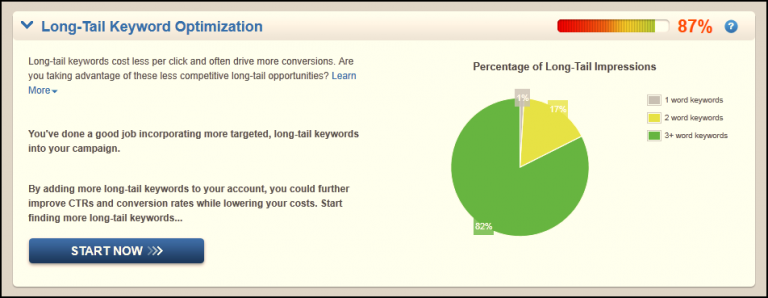 Long-Tail Keyword Optimization
87%
?
Long-tail keywords cost less per click and often drive more conversions. Are
you taking advantage of these less competitive long-tail opportunities? Learn
More
You've done a good job incorporating more targeted, long-tail keywords
into your campaign.
By adding more long-tail keywords to your account, you could further
improve CTRs and conversion rates while lowering your costs. Start
finding more long-tail keywords...
START NOW >>>
Percentage of Long-Tail Impressions
1%
17%
82%
1 word keywords
2 word keywords
3+ word keywords